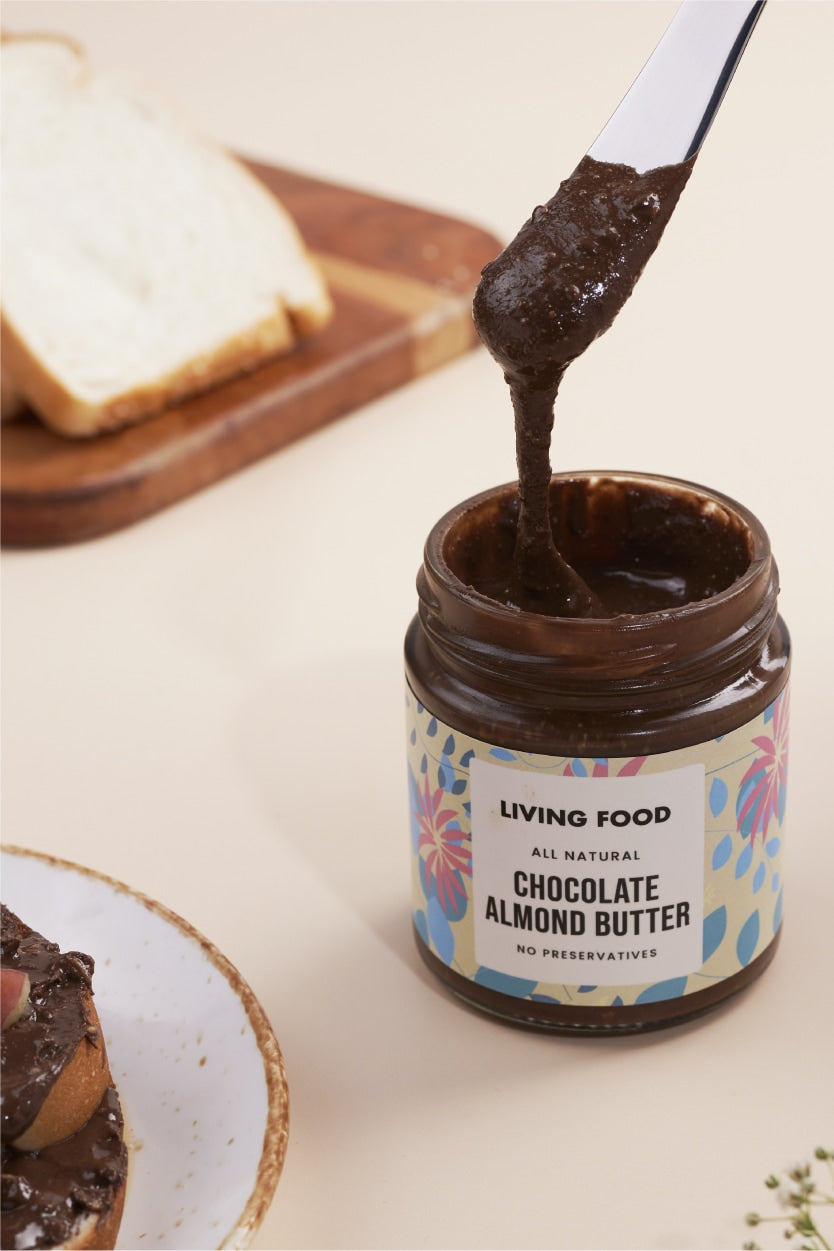 LIVING FOOD
ALL NATURAL
CHOCOLATE
ALMOND BUTTER
NO PRESERVATIVES